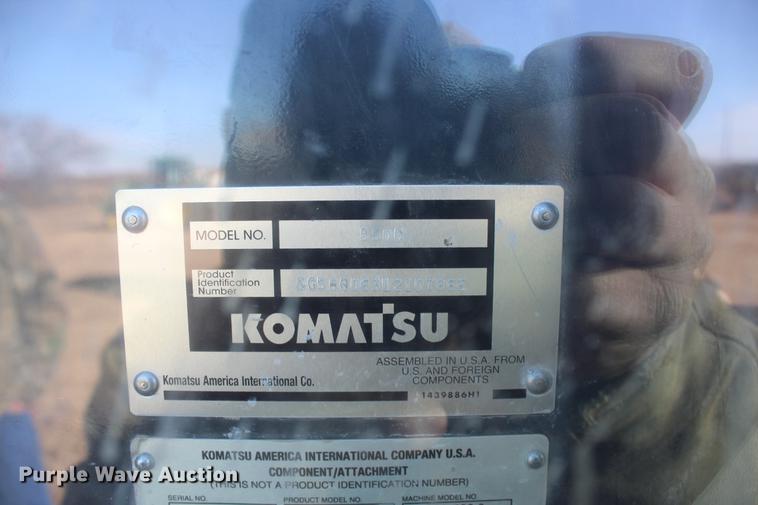 MODEL NO.
Product
Identification
Number
KOMATSU
ASSEMBLED IN U.S.A. FROM
U.S. AND FOREIGN
COMPONENTS
Komatsu America International Co.
1439886H1
KOMATSU AMERICA INTERNATIONAL COMPANY U.S.A.
COMPONENT/ATTACHMENT
(THIS IS NOT A PRODUCT IDENTIFICATION NUMBER)
SERIAL NO.
PRODUCT MODEL NO.
MACHINE MODEL NO.
Purple Wave Auction